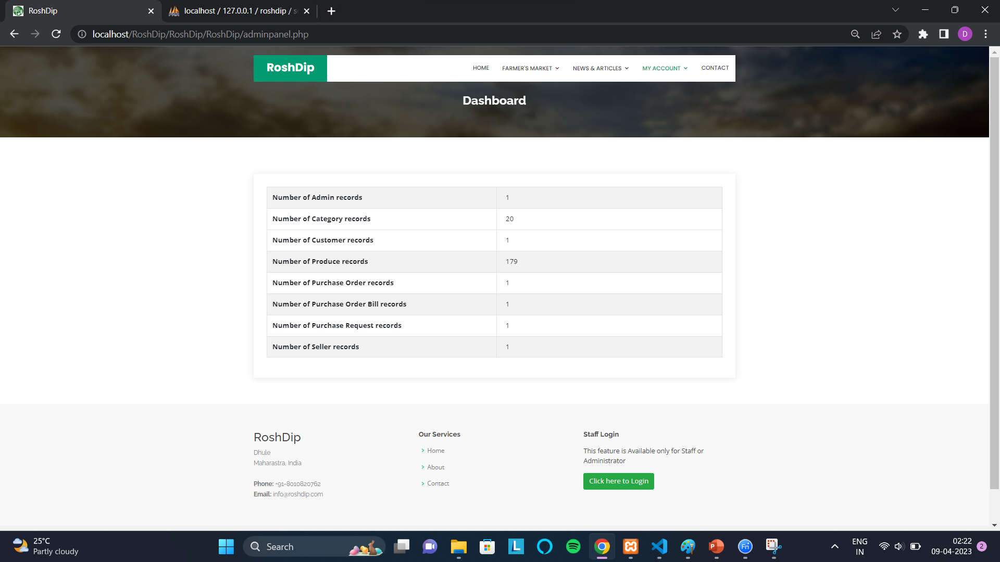 RoshDip
localhost / 127.0.0.1 / roshdip / s
localhost/RoshDip/RoshDip/RoshDip/adminpanel.php
D
RoshDip
HOME FARMER'S MARKET NEWS & ARTICLES MY ACCOUNT CONTACT
Dashboard
Number of Admin records 1
Number of Category records 20
Number of Customer records 1
Number of Produce records 179
Number of Purchase Order records 1
Number of Purchase Order Bill records 1
Number of Purchase Request records 1
Number of Seller records 1
RoshDip
Dhule
Maharastra, India
Phone: +91-8010820762
Email: info@roshdip.com
Our Services
Home
About
Contact
Staff Login
This feature is Available only for Staff or
Administrator
Click here to Login
25°C
Partly cloudy
Search
L
P
Fri
ENG
IN
02:22
09-04-2023
2